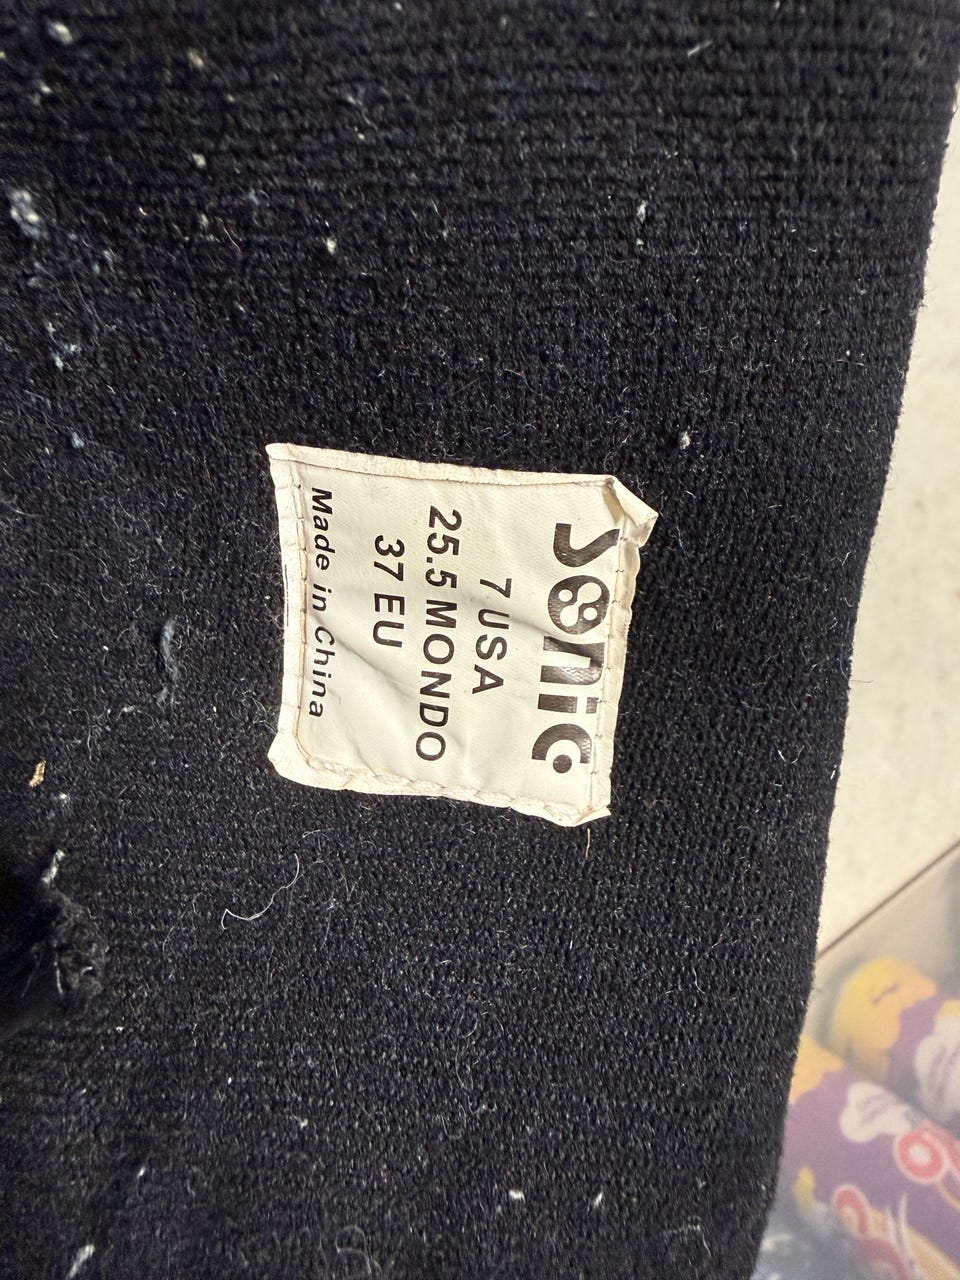 sonic
7 USA
25.5 MONDO
37 EU
Made in China